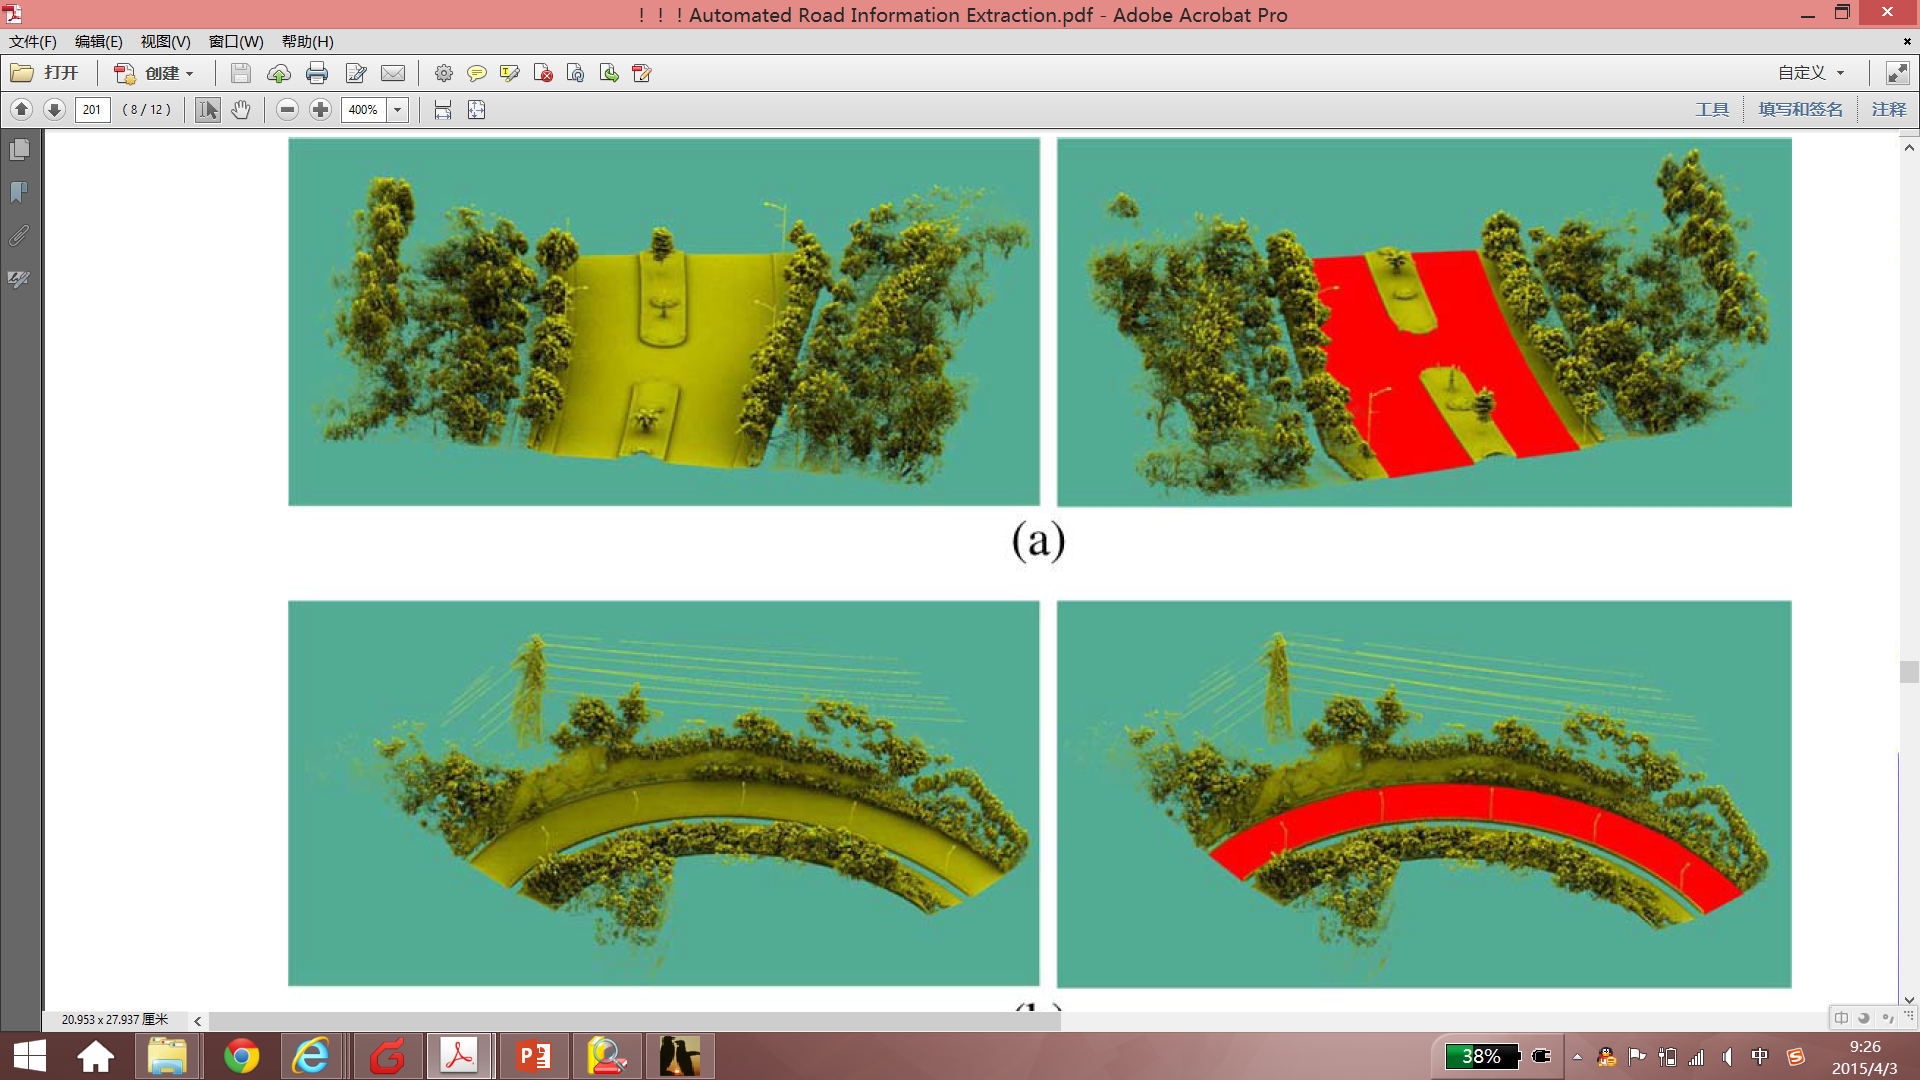 ! ! ! Automated Road Information Extraction.pdf - Adobe Acrobat Pro
文件(F) 编辑(E) 视图(V) 窗口(W) 帮助(H)
打开 创建 自定义
201 (8 / 12) 400% 工具 填写和签名 注释
(a)
20.953 x 27.937 厘米
38% 中 9:26
2015/4/3